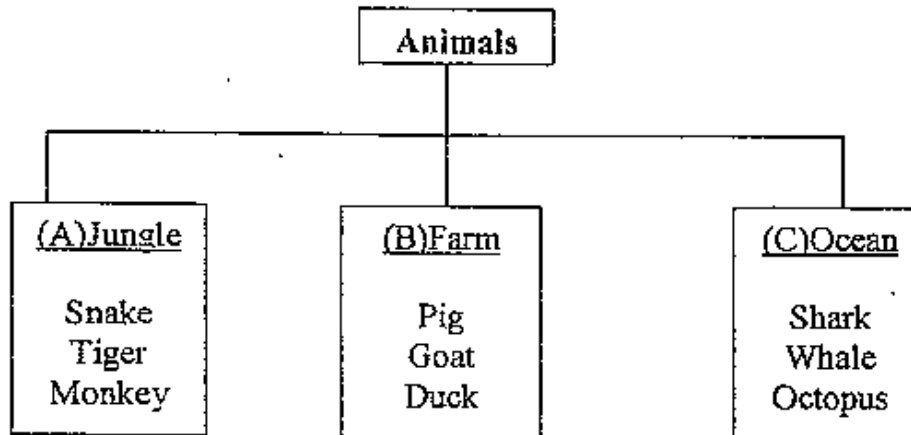 Animals
(A)Jungle
Snake
Tiger
Monkey
(B)Farm
Pig
Goat
Duck
(C)Ocean
Shark
Whale
Octopus